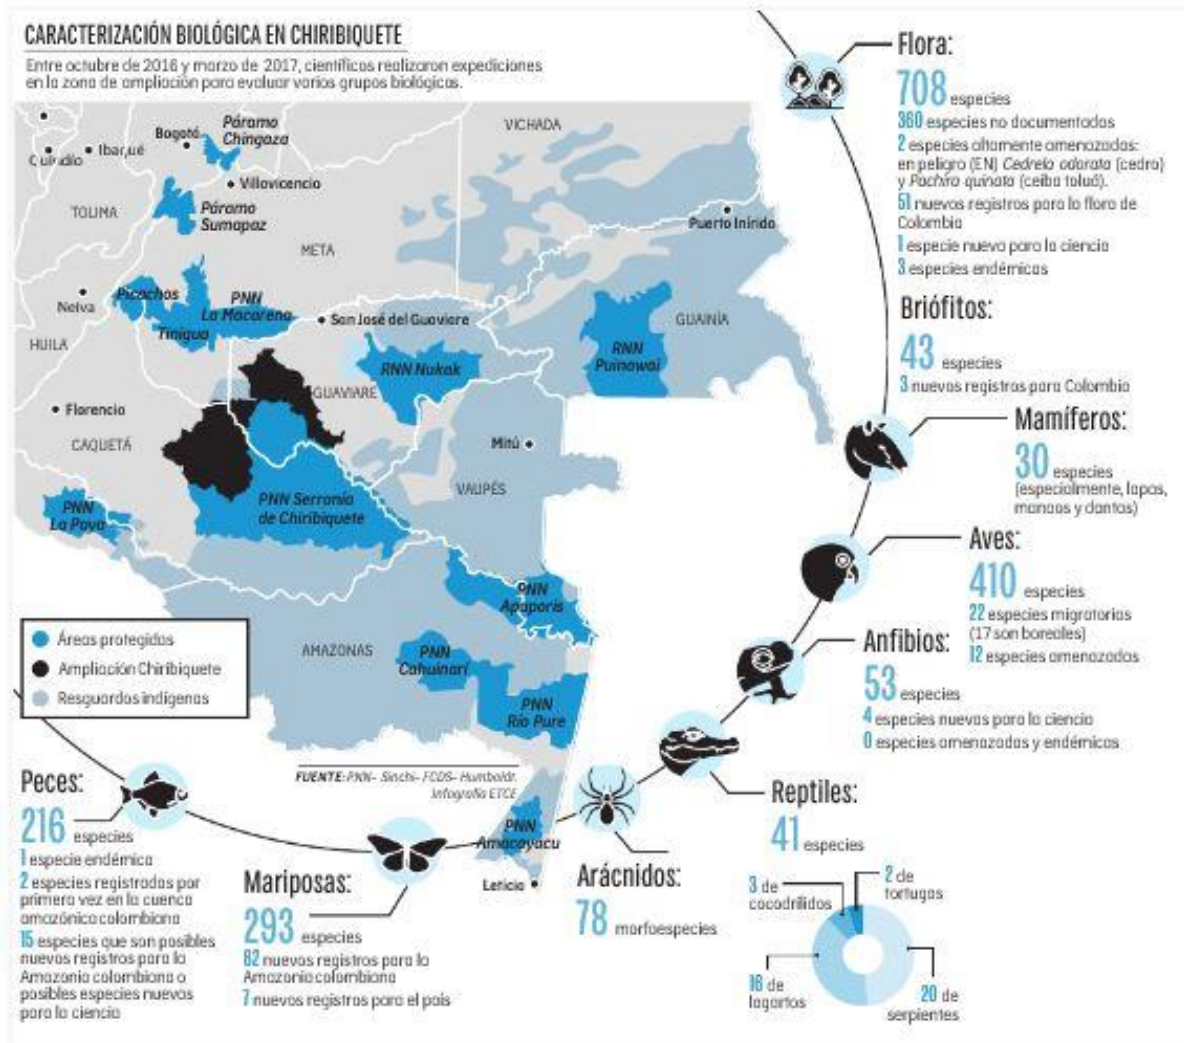 CARACTERIZACIÓN BIOLÓGICA EN CHIRIBIQUETE
Entre octubre de 2016 y marzo de 2017, científicos realizaron expediciones
en la zona de ampliación para evaluar varios grupos biológicos.
Bogotá
Páramo
Chingaza
VICHADA
Ibagué
Quindío
Villavicencio
TOLIMA
Páramo
Sumapaz
Puerto Inírida
META
Picachos
PNN
La Macarena
Neiva
Tinigua
San José del Guaviare
GUAINÍA
HUILA
RNN Nukak
RNN
Puinawai
GUAVIARE
Florencia
CAQUETÁ
Mitú
PNN Serranía
de Chiribiquete
VAUPÉS
PNN
La Paya
PNN
Apaporis
AMAZONAS
PNN
Cahuinarí
PNN
Río Pure
Áreas protegidas
Ampliación Chiribiquete
Resguardos indígenas
FUENTE: PNN- Sinchi- FCDS- Humboldt.
Infografía ETCE
PNN
Amacayacu
Leticia
Flora:
708 especies
360 especies no documentadas
2 especies altamente amenazadas:
en peligro (EN) Cedrela odorata (cedro)
y Pachira quinata (ceiba toluá).
51 nuevos registros para la flora de
Colombia
1 especie nueva para la ciencia
3 especies endémicas
Briófitos:
43 especies
3 nuevos registros para Colombia
Mamíferos:
30 especies
(especialmente, lapas,
manaos y dantas)
Aves:
410 especies
22 especies migratorias
(17 son boreales)
12 especies amenazadas
Anfibios:
53 especies
4 especies nuevas para la ciencia
0 especies amenazadas y endémicas
Reptiles:
41 especies
3 de
cocodrílidos
2 de
tortugas
16 de
lagartos
20 de
serpientes
Arácnidos:
78 morfoespecies
Mariposas:
293 especies
62 nuevos registros para la
Amazonia colombiana
7 nuevos registros para el país
Peces:
216 especies
1 especie endémica
2 especies registradas por
primera vez en la cuenca
amazónica colombiana
15 especies que son posibles
nuevos registros para la
Amazonia colombiana o
posibles especies nuevas
para la ciencia